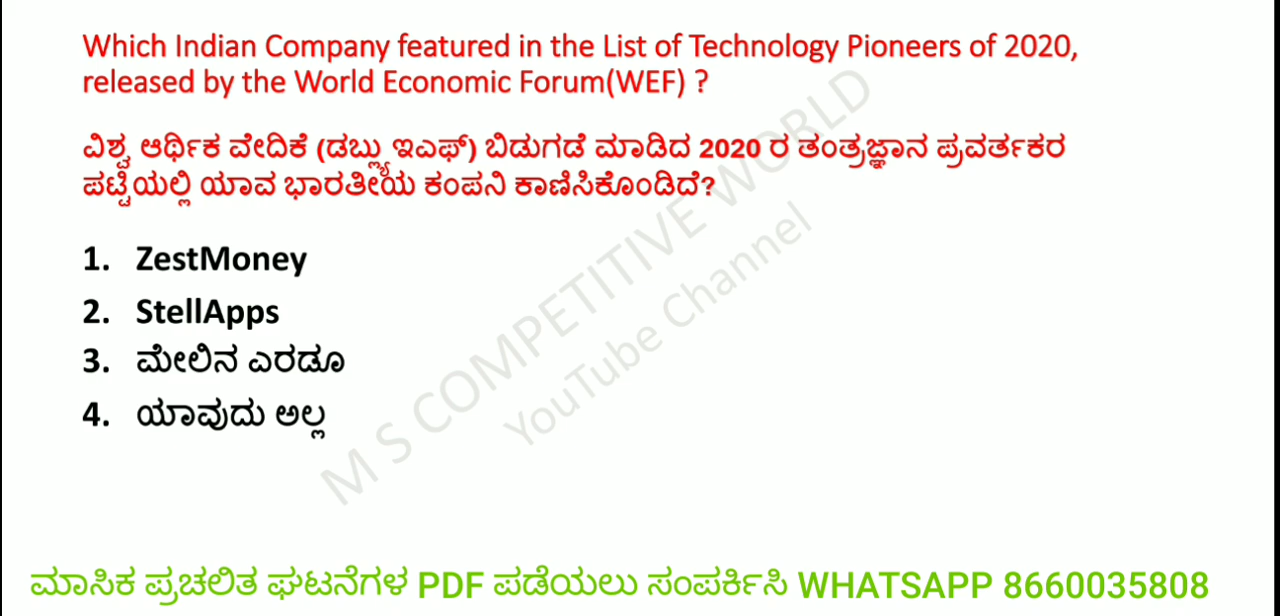 Which Indian Company featured in the List of Technology Pioneers of 2020,
released by the World Economic Forum(WEF) ?
ವಿಶ್ವ ಆರ್ಥಿಕ ವೇದಿಕೆ (ಡಬ್ಲ್ಯುಇಎಫ್) ಬಿಡುಗಡೆ ಮಾಡಿದ 2020 ರ ತಂತ್ರಜ್ಞಾನ ಪ್ರವರ್ತಕರ
ಪಟ್ಟಿಯಲ್ಲಿ ಯಾವ ಭಾರತೀಯ ಕಂಪನಿ ಕಾಣಿಸಿಕೊಂಡಿದೆ?
1. ZestMoney
2. StellApps
3. ಮೇಲಿನ ಎರಡೂ
4. ಯಾವುದು ಅಲ್ಲ
M S COMPETITIVE WORLD
YouTube Channel
ಮಾಸಿಕ ಪ್ರಚಲಿತ ಘಟನೆಗಳ PDF ಪಡೆಯಲು ಸಂಪರ್ಕಿಸಿ WHATSAPP 8660035808